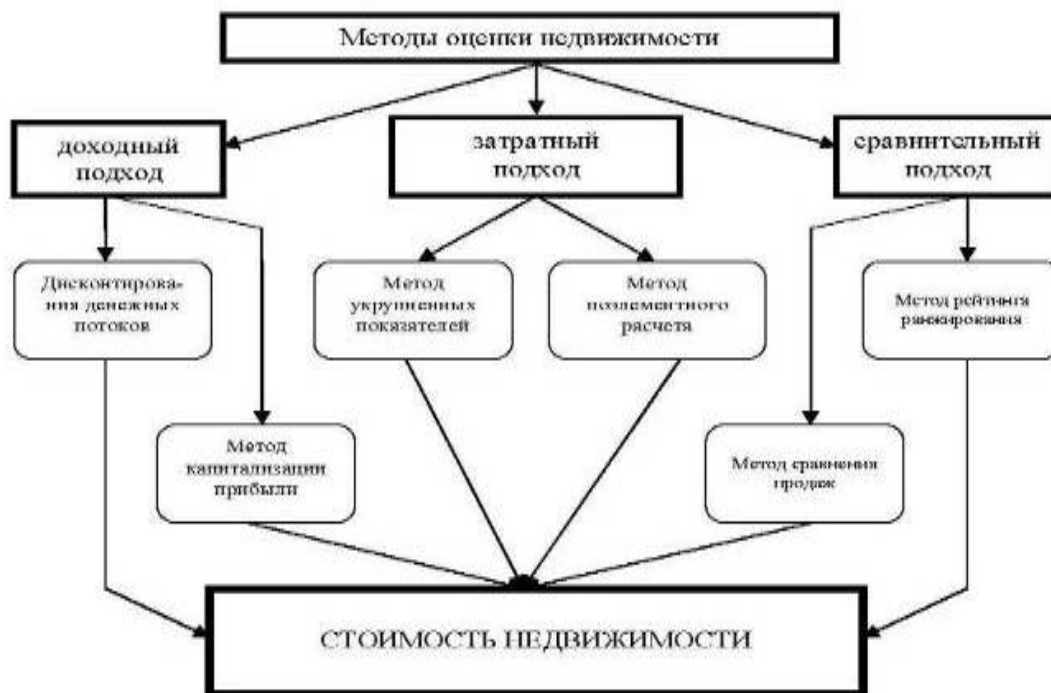 Методы оценки недвижимости
доходный
подход
затратный
подход
сравнительный
подход
Дисконтирова-
ния денежных
потоков
Метод
укрупненных
показателей
Метод
поэлементного
расчета
Метод рейтинга
ранжирования
Метод
капитализации
прибыли
Метод сравнения
продаж
СТОИМОСТЬ НЕДВИЖИМОСТИ